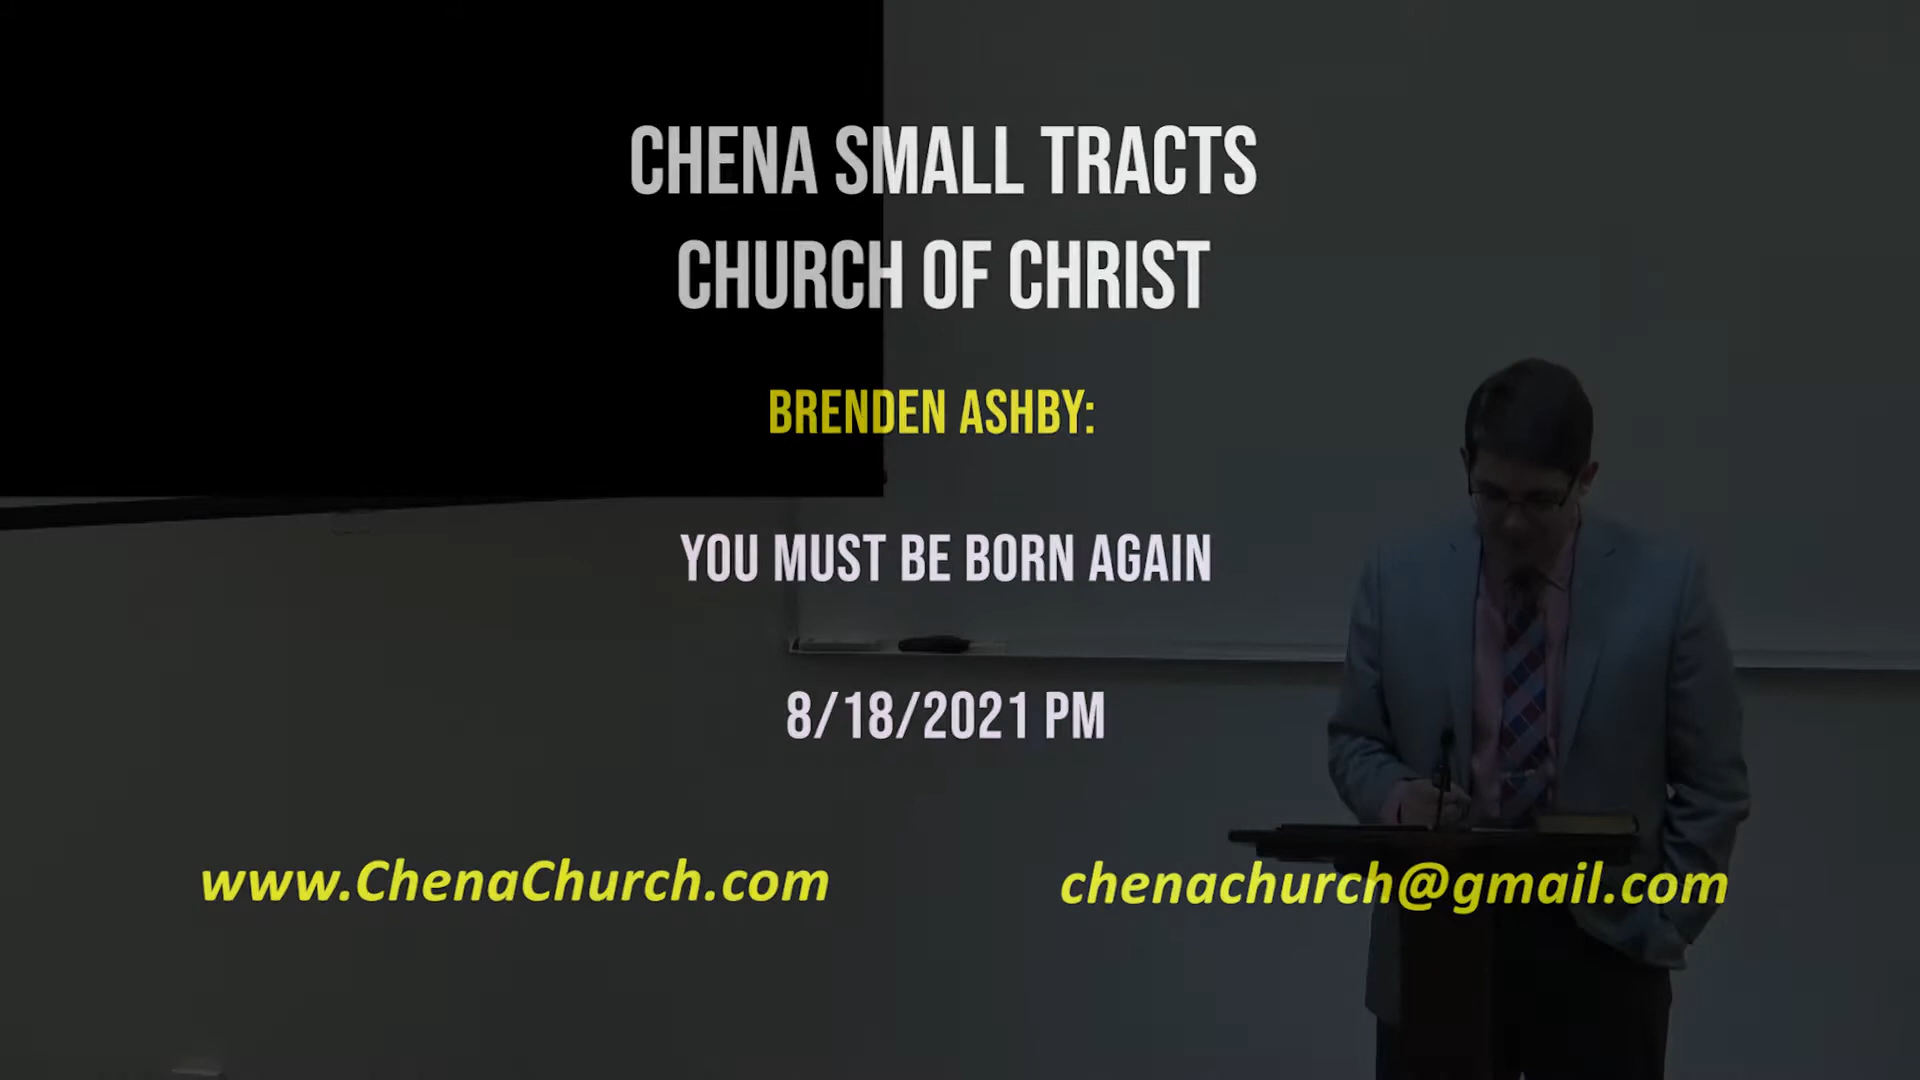 CHENA SMALL TRACTS
CHURCH OF CHRIST
BRENDEN ASHBY:
YOU MUST BE BORN AGAIN
8/18/2021 PM
www.ChenaChurch.com
chenachurch@gmail.com